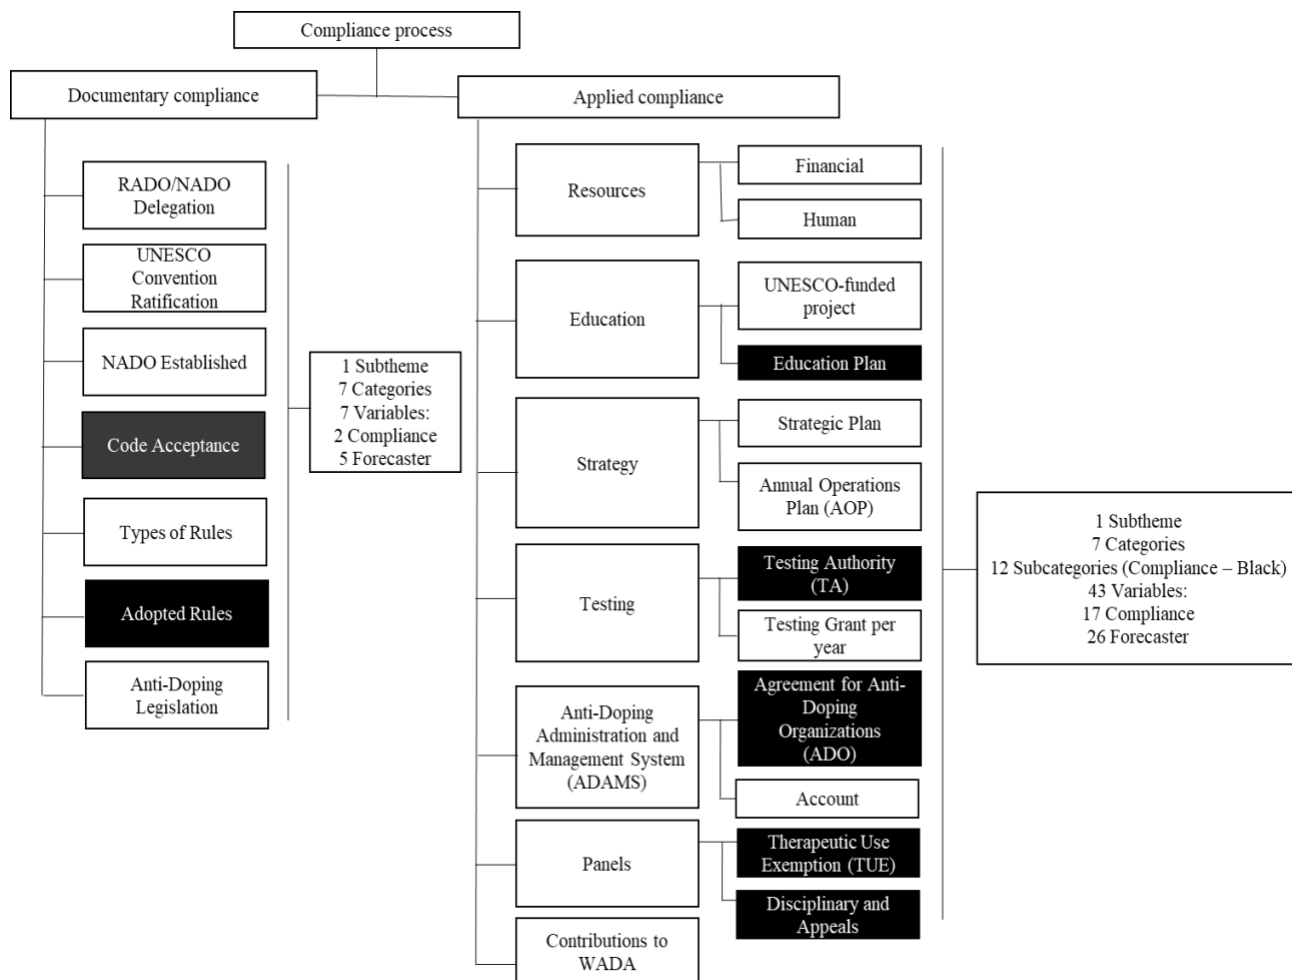 Compliance process
Documentary compliance
Applied compliance
RADO/NADO
Delegation
UNESCO
Convention
Ratification
NADO Established
Code Acceptance
Types of Rules
Adopted Rules
Anti-Doping
Legislation
1 Subtheme
7 Categories
7 Variables:
2 Compliance
5 Forecaster
Resources
Financial
Human
Education
UNESCO-funded
project
Education Plan
Strategy
Strategic Plan
Annual Operations
Plan (AOP)
Testing
Testing Authority
(TA)
Testing Grant per
year
Anti-Doping
Administration and
Management System
(ADAMS)
Agreement for Anti-
Doping
Organizations
(ADO)
Account
Panels
Therapeutic Use
Exemption (TUE)
Disciplinary and
Appeals
Contributions to
WADA
1 Subtheme
7 Categories
12 Subcategories (Compliance – Black)
43 Variables:
17 Compliance
26 Forecaster